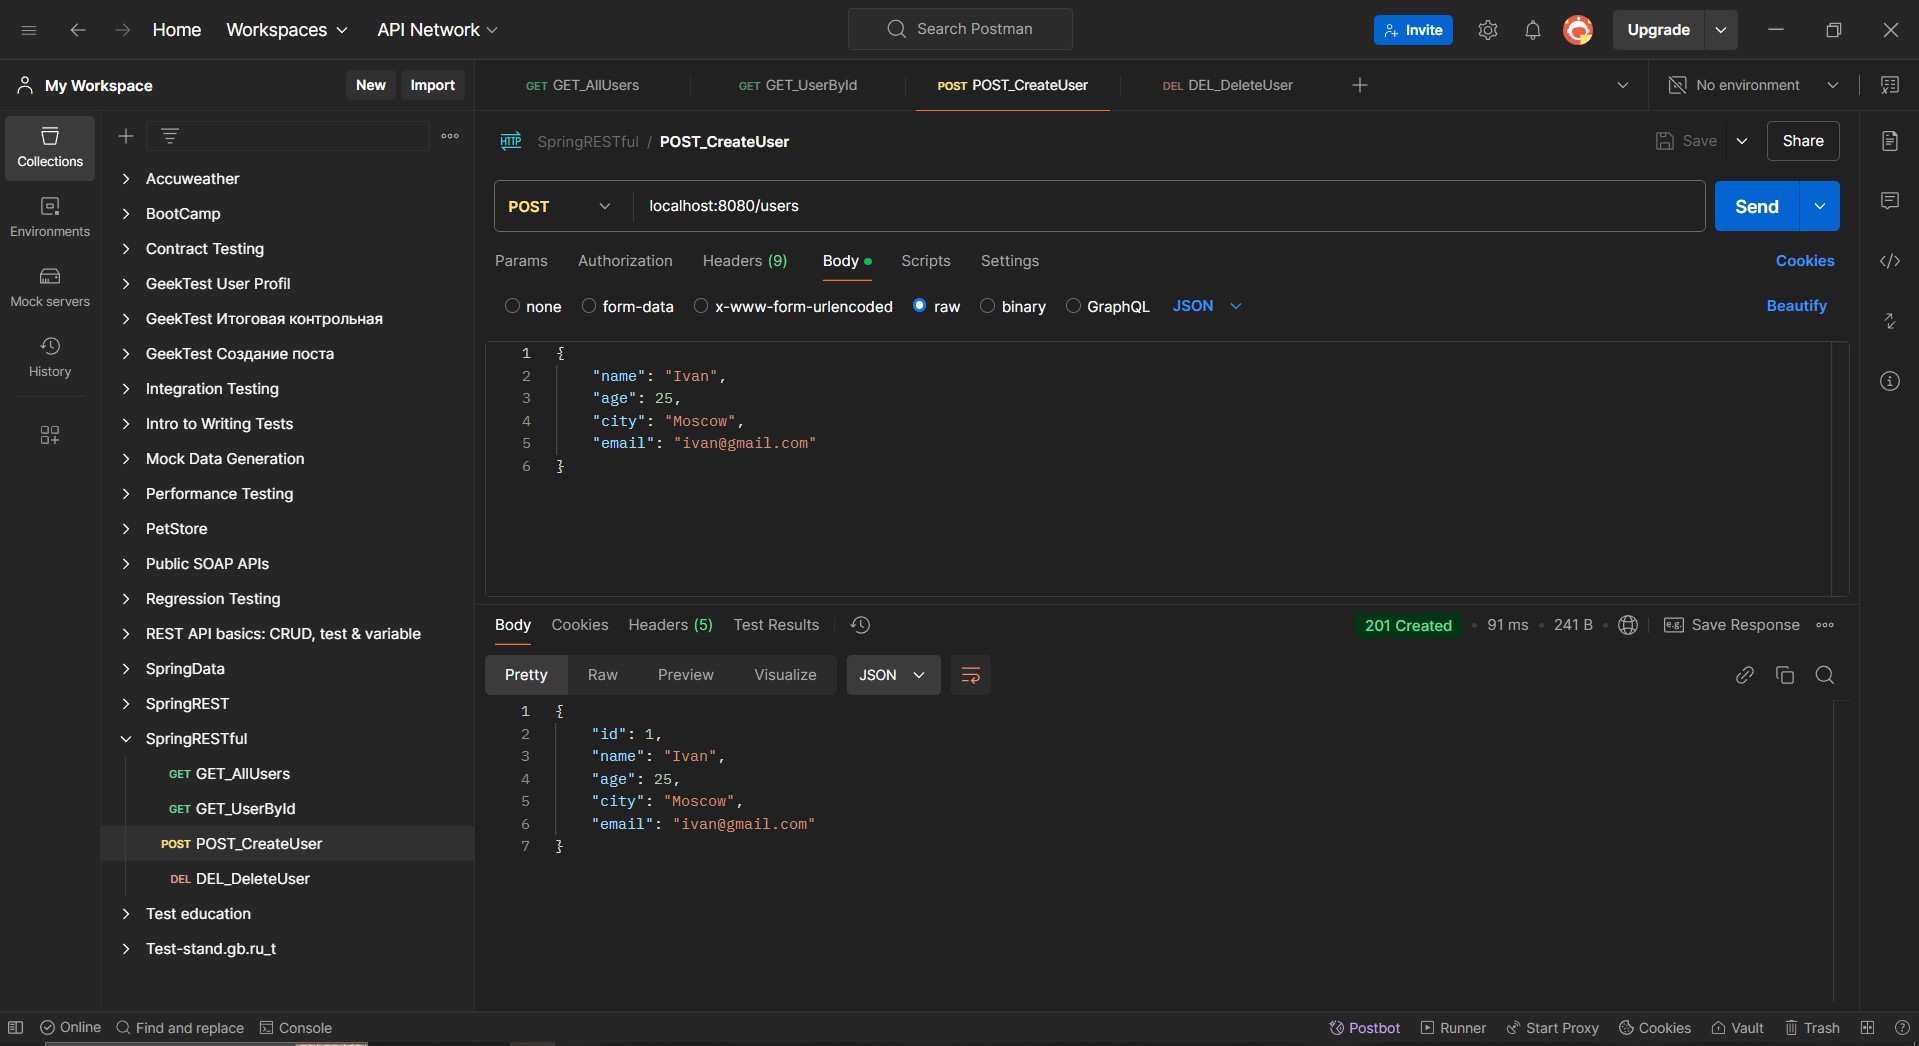 Home Workspaces API Network Search Postman Invite Upgrade
My Workspace New Import GET GET_AllUsers GET GET_UserById POST POST_CreateUser DEL DEL_DeleteUser No environment
Collections
Environments
Mock servers
History
Accuweather
BootCamp
Contract Testing
GeekTest User Profil
GeekTest Итоговая контрольная
GeekTest Создание поста
Integration Testing
Intro to Writing Tests
Mock Data Generation
Performance Testing
PetStore
Public SOAP APIs
Regression Testing
REST API basics: CRUD, test & variable
SpringData
SpringREST
SpringRESTful
GET GET_AllUsers
GET GET_UserById
POST POST_CreateUser
DEL DEL_DeleteUser
Test education
Test-stand.gb.ru_t
HTTP SpringRESTful / POST_CreateUser Save Share
POST localhost:8080/users Send
Params Authorization Headers (9) Body Scripts Settings Cookies
none form-data x-www-form-urlencoded raw binary GraphQL JSON Beautify
1 {
2 "name": "Ivan",
3 "age": 25,
4 "city": "Moscow",
5 "email": "ivan@gmail.com"
6 }
Body Cookies Headers (5) Test Results 201 Created 91 ms 241 B e.g. Save Response
Pretty Raw Preview Visualize JSON
1 {
2 "id": 1,
3 "name": "Ivan",
4 "age": 25,
5 "city": "Moscow",
6 "email": "ivan@gmail.com"
7 }
Online Find and replace Console Postbot Runner Start Proxy Cookies Vault Trash